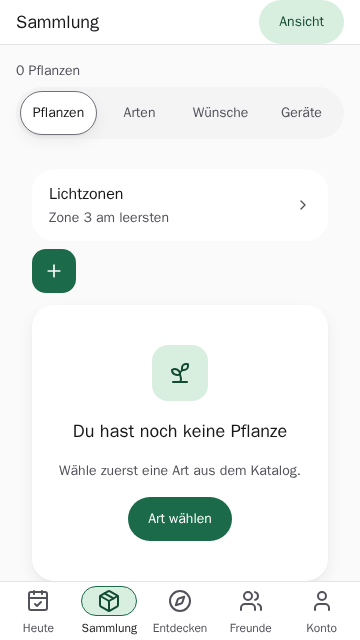 Sammlung
Ansicht
0 Pflanzen
Pflanzen
Arten
Wünsche
Geräte
Lichtzonen
Zone 3 am leersten
Du hast noch keine Pflanze
Wähle zuerst eine Art aus dem Katalog.
Art wählen
Heute
Sammlung
Entdecken
Freunde
Konto